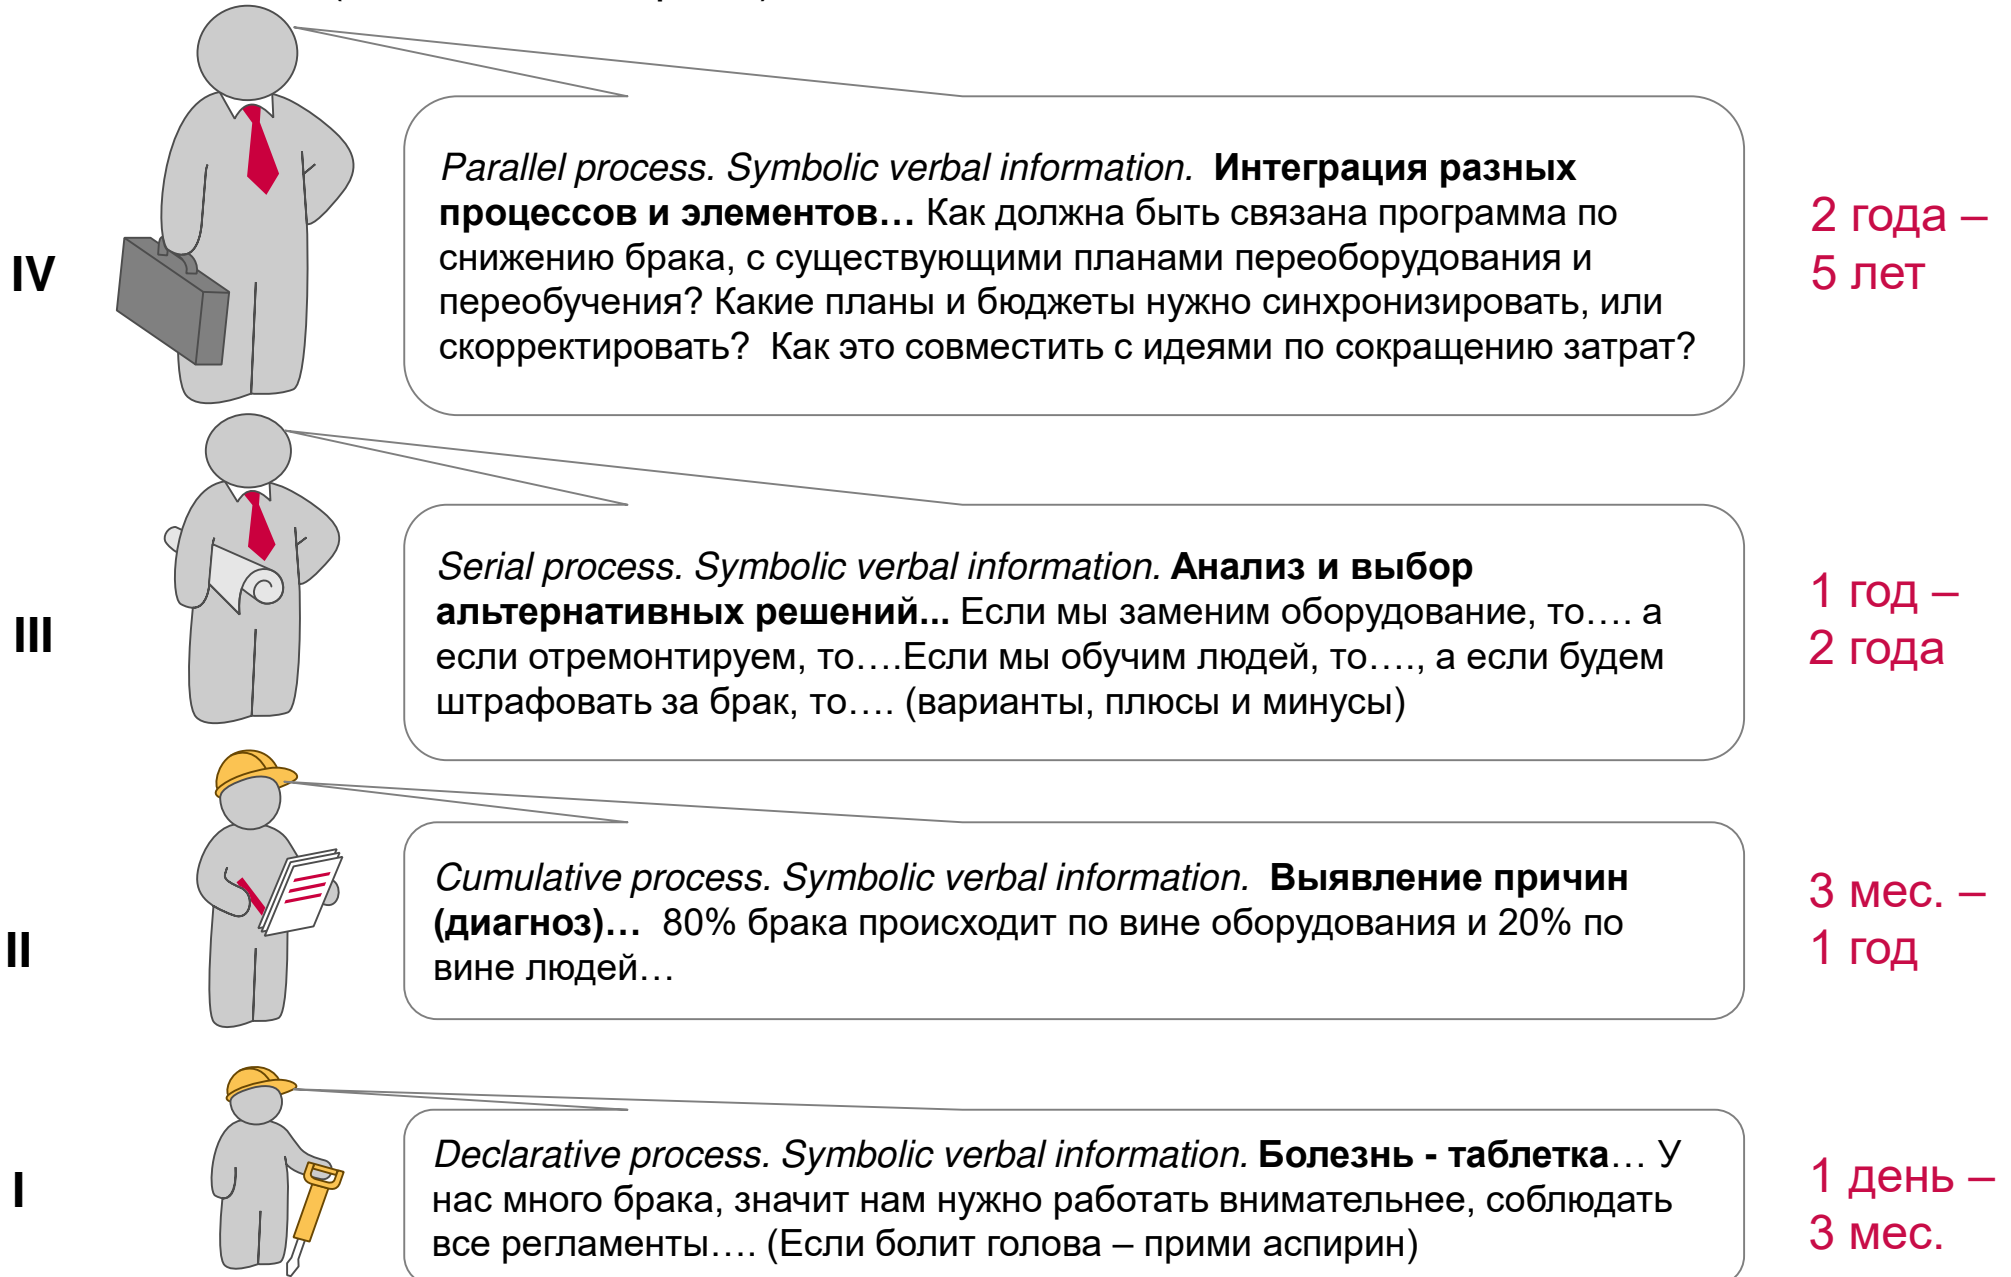 IV
Parallel process. Symbolic verbal information. Интеграция разных
процессов и элементов… Как должна быть связана программа по
снижению брака, с существующими планами переоборудования и
переобучения? Какие планы и бюджеты нужно синхронизировать, или
скорректировать? Как это совместить с идеями по сокращению затрат?
2 года –
5 лет
III
Serial process. Symbolic verbal information. Анализ и выбор
альтернативных решений... Если мы заменим оборудование, то…. а
если отремонтируем, то….Если мы обучим людей, то…., а если будем
штрафовать за брак, то…. (варианты, плюсы и минусы)
1 год –
2 года
II
Cumulative process. Symbolic verbal information. Выявление причин
(диагноз)… 80% брака происходит по вине оборудования и 20% по
вине людей…
3 мес. –
1 год
I
Declarative process. Symbolic verbal information. Болезнь - таблетка… У
нас много брака, значит нам нужно работать внимательнее, соблюдать
все регламенты…. (Если болит голова – прими аспирин)
1 день –
3 мес.